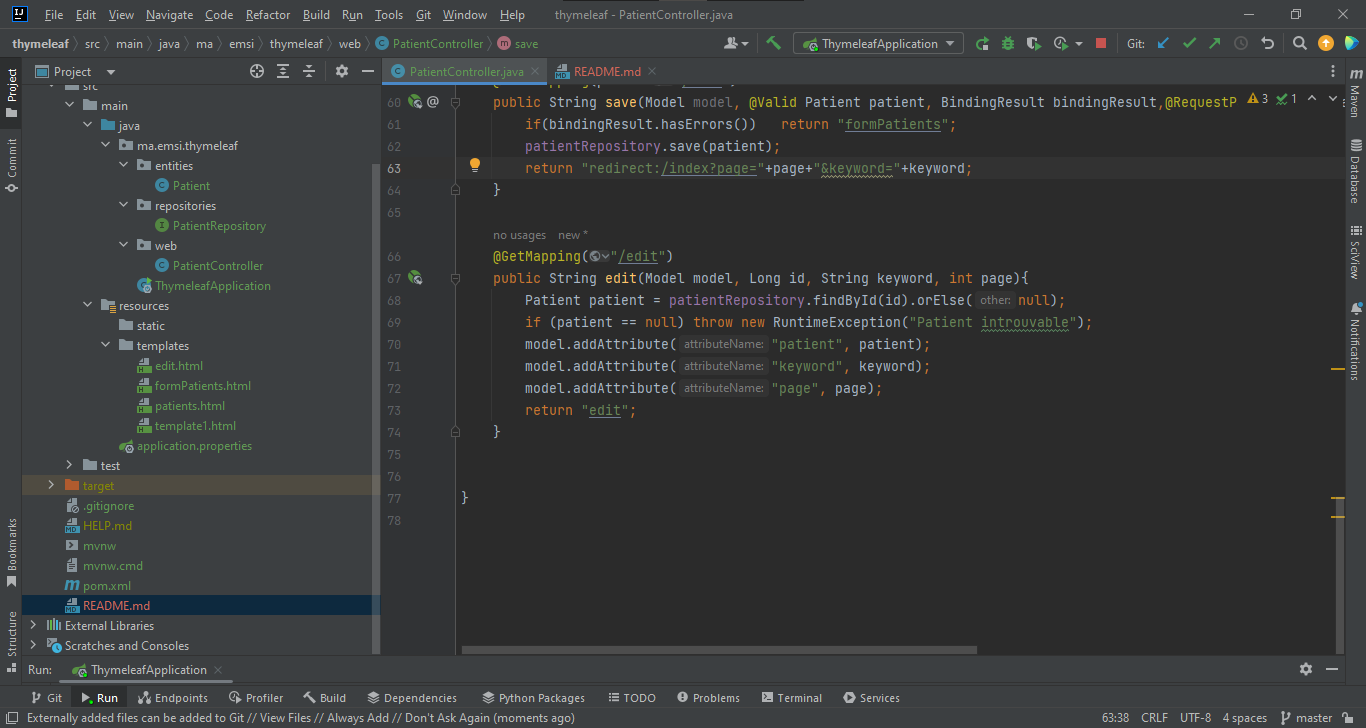 File Edit View Navigate Code Refactor Build Run Tools Git Window Help thymeleaf - PatientController.java
thymeleaf src main java ma emsi thymeleaf web PatientController save ThymeleafApplication Git:
Project PatientController.java README.md
src
main
java
ma.emsi.thymeleaf
entities
Patient
repositories
PatientRepository
web
PatientController
ThymeleafApplication
resources
static
templates
edit.html
formPatients.html
patients.html
template1.html
application.properties
test
target
.gitignore
HELP.md
mvnw
mvnw.cmd
pom.xml
README.md
External Libraries
Scratches and Consoles
60 public String save(Model model, @Valid Patient patient, BindingResult bindingResult,@RequestP 3 1
61 if(bindingResult.hasErrors()) return "formPatients";
62 patientRepository.save(patient);
63 return "redirect:/index?page="+page+"&keyword="+keyword;
64 }
65
no usages new *
66 @GetMapping("/edit")
67 public String edit(Model model, Long id, String keyword, int page){
68 Patient patient = patientRepository.findById(id).orElse( other: null);
69 if (patient == null) throw new RuntimeException("Patient introuvable");
70 model.addAttribute( attributeName: "patient", patient);
71 model.addAttribute( attributeName: "keyword", keyword);
72 model.addAttribute( attributeName: "page", page);
73 return "edit";
74 }
75
76
77 }
78
Project
Commit
Bookmarks
Structure
Maven
Database
SciView
Notifications
Run: ThymeleafApplication
Git Run Endpoints Profiler Build Dependencies Python Packages TODO Problems Terminal Services
Externally added files can be added to Git // View Files // Always Add // Don't Ask Again (moments ago) 63:38 CRLF UTF-8 4 spaces master